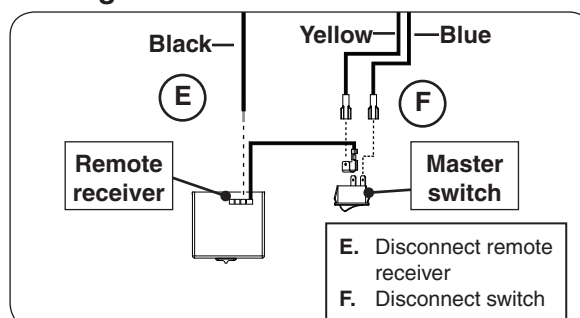 Black
Yellow
Blue
E
F
Remote
receiver
Master
switch
E. Disconnect remote
receiver
F. Disconnect switch